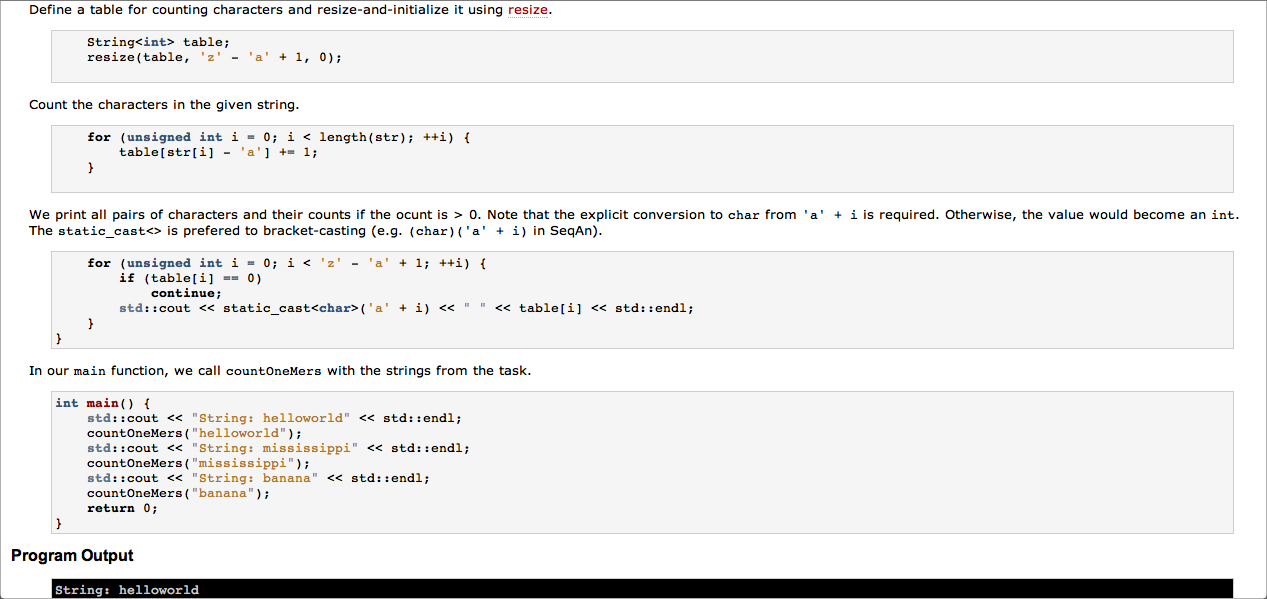 Define a table for counting characters and resize-and-initialize it using resize.
String<int> table;
resize(table, 'z' - 'a' + 1, 0);
Count the characters in the given string.
for (unsigned int i = 0; i < length(str); ++i) {
table[str[i] - 'a'] += 1;
}
We print all pairs of characters and their counts if the ocunt is > 0. Note that the explicit conversion to char from 'a' + i is required. Otherwise, the value would become an int.
The static_cast<> is prefered to bracket-casting (e.g. (char)('a' + i) in SeqAn).
for (unsigned int i = 0; i < 'z' - 'a' + 1; ++i) {
if (table[i] == 0)
continue;
std::cout << static_cast<char>('a' + i) << " " << table[i] << std::endl;
}
}
In our main function, we call countOneMers with the strings from the task.
int main() {
std::cout << "String: helloworld" << std::endl;
countOneMers("helloworld");
std::cout << "String: mississippi" << std::endl;
countOneMers("mississippi");
std::cout << "String: banana" << std::endl;
countOneMers("banana");
return 0;
}
Program Output
String: helloworld